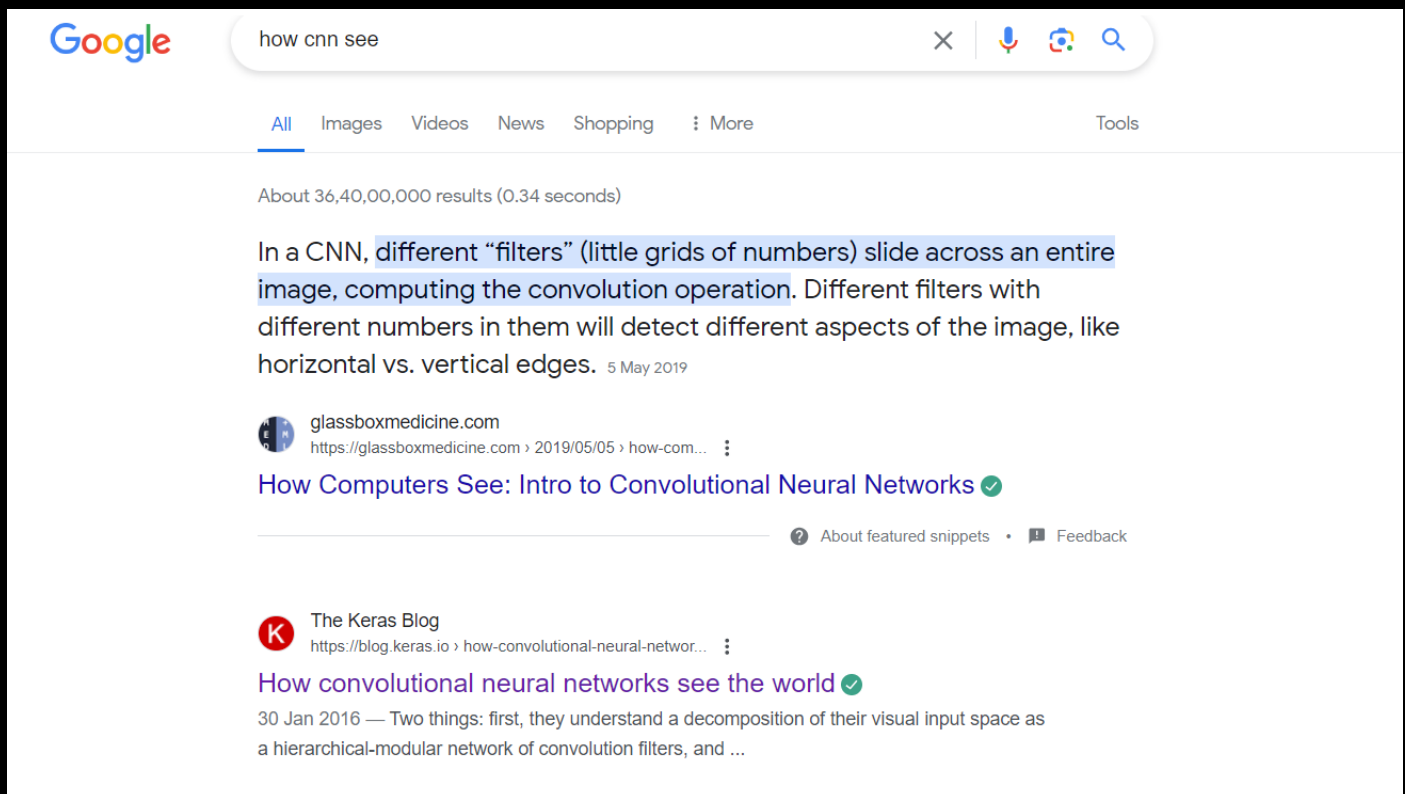 Google
how cnn see
All Images Videos News Shopping More Tools
About 36,40,00,000 results (0.34 seconds)
In a CNN, different “filters” (little grids of numbers) slide across an entire
image, computing the convolution operation. Different filters with
different numbers in them will detect different aspects of the image, like
horizontal vs. vertical edges. 5 May 2019
glassboxmedicine.com
https://glassboxmedicine.com › 2019/05/05 › how-com...
How Computers See: Intro to Convolutional Neural Networks
About featured snippets • Feedback
K
The Keras Blog
https://blog.keras.io › how-convolutional-neural-networ...
How convolutional neural networks see the world
30 Jan 2016 — Two things: first, they understand a decomposition of their visual input space as
a hierarchical-modular network of convolution filters, and ...